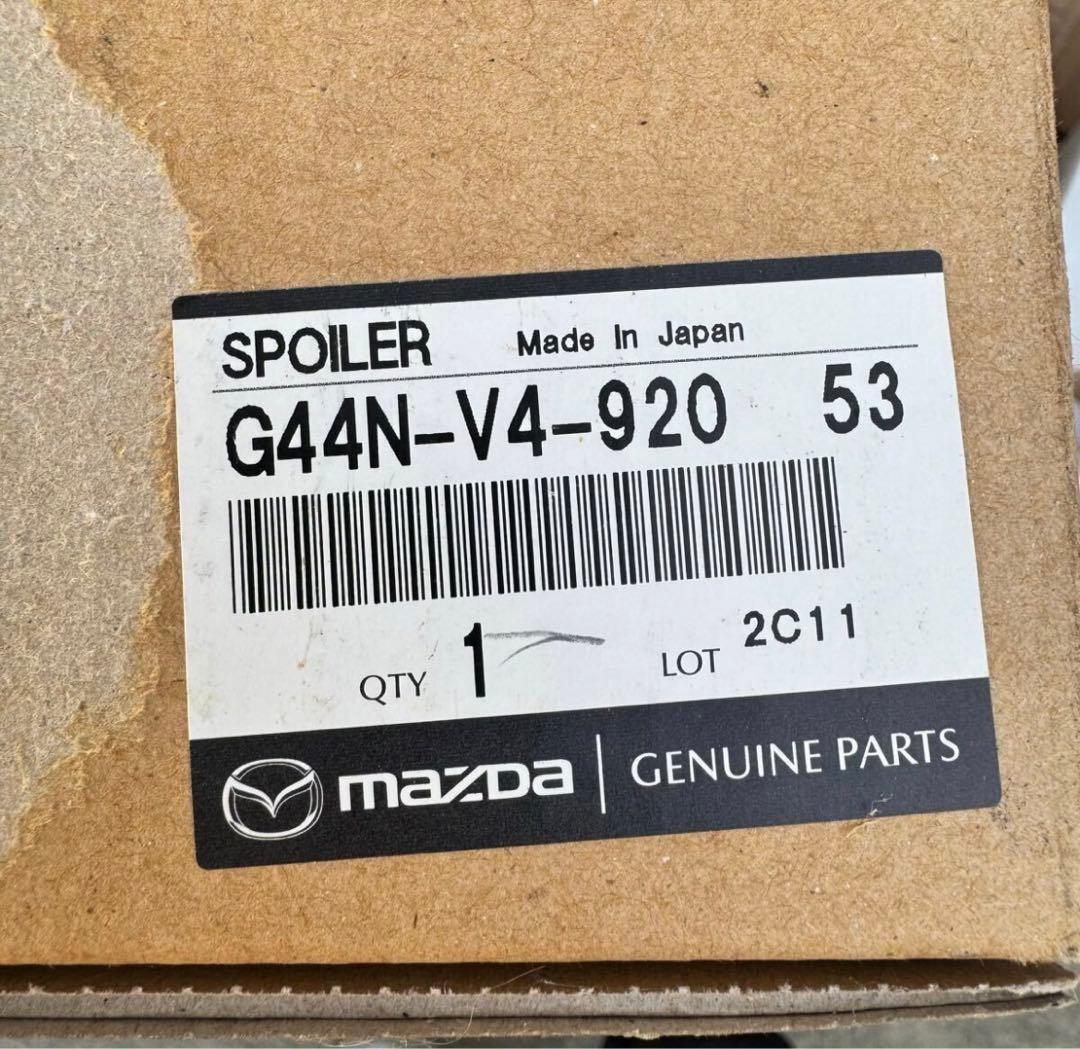 SPOILER Made In Japan
G44N-V4-920 53
QTY 1 LOT 2C11
mazda GENUINE PARTS